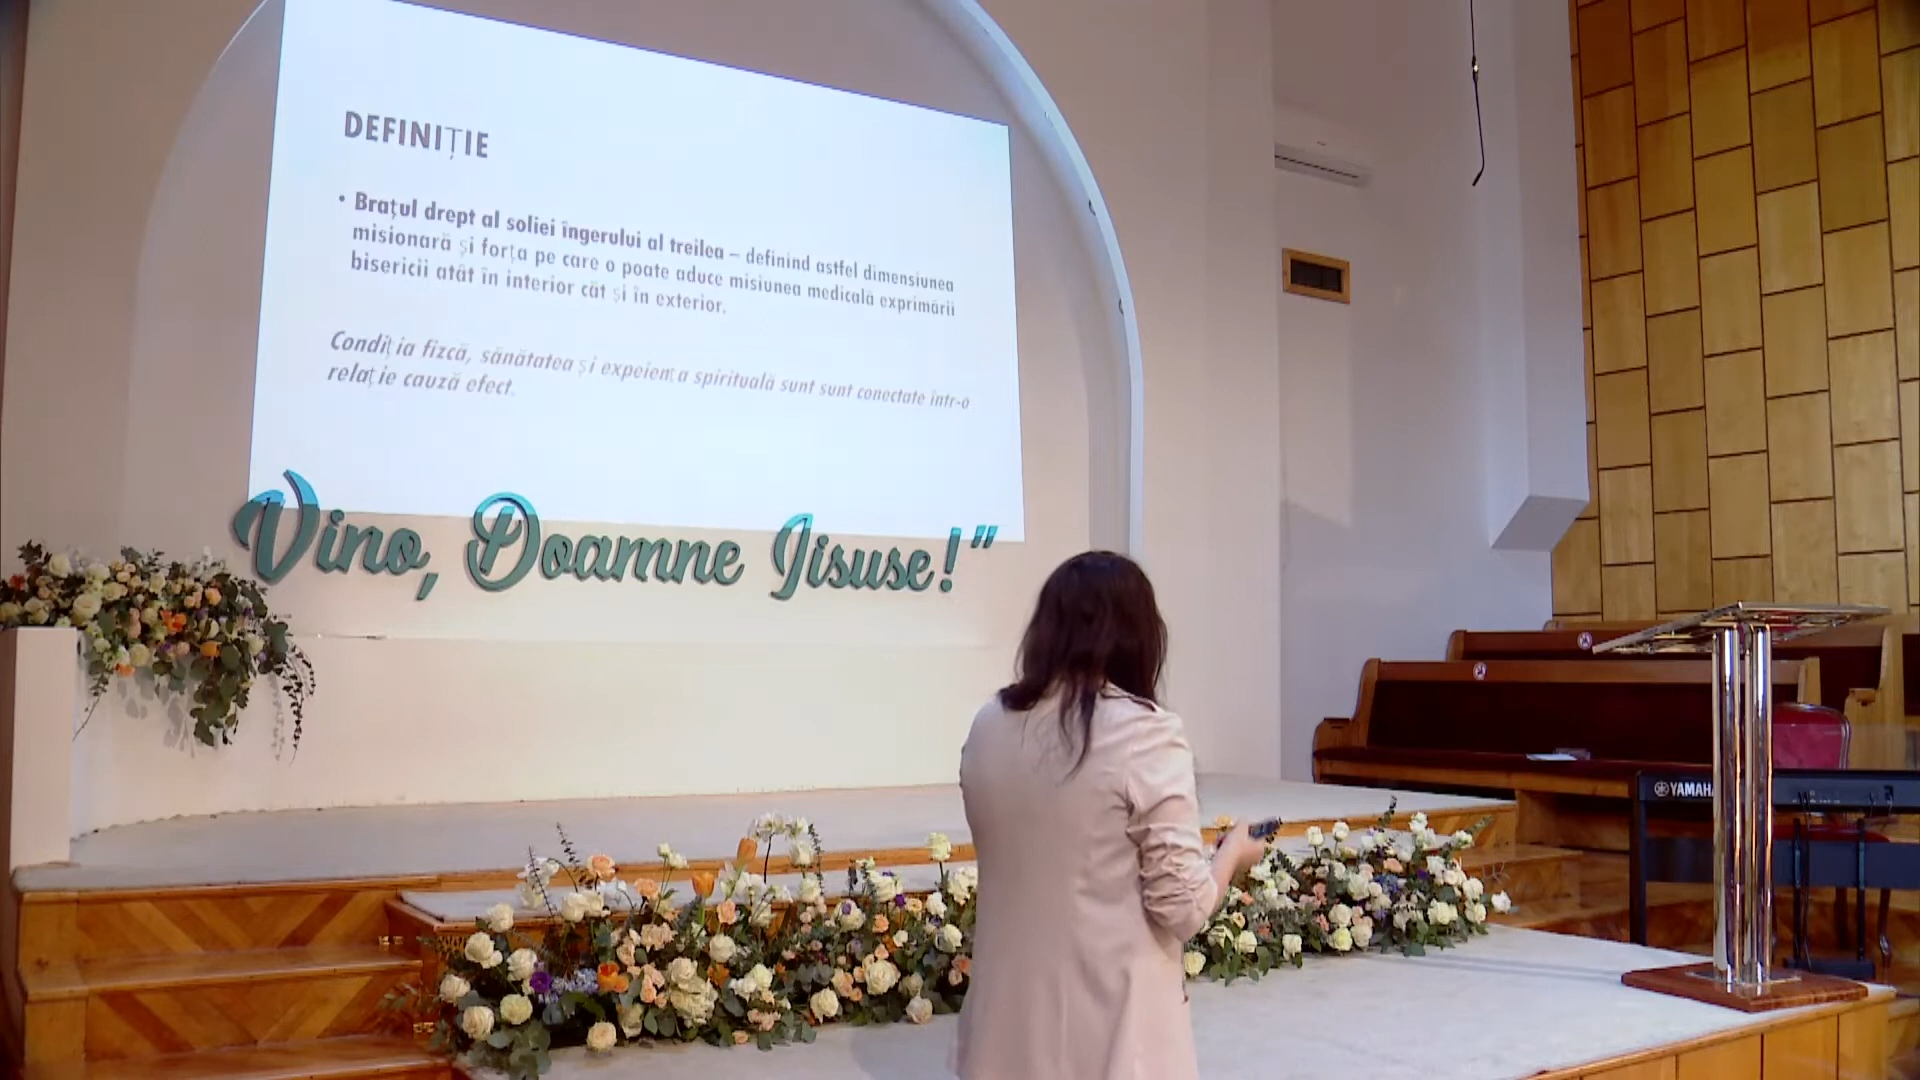 DEFINIȚIE
• Brațul drept al soliei îngerului al treilea – definind astfel dimensiunea
misionară și forța pe care o poate aduce misiunea medicală exprimării
bisericii atât în interior cât și în exterior.
Condiția fizcă, sănătatea și expeiența spirituală sunt sunt conectate într-o
relație cauză efect.
Vino, Doamne Iisuse!”
YAMAHA